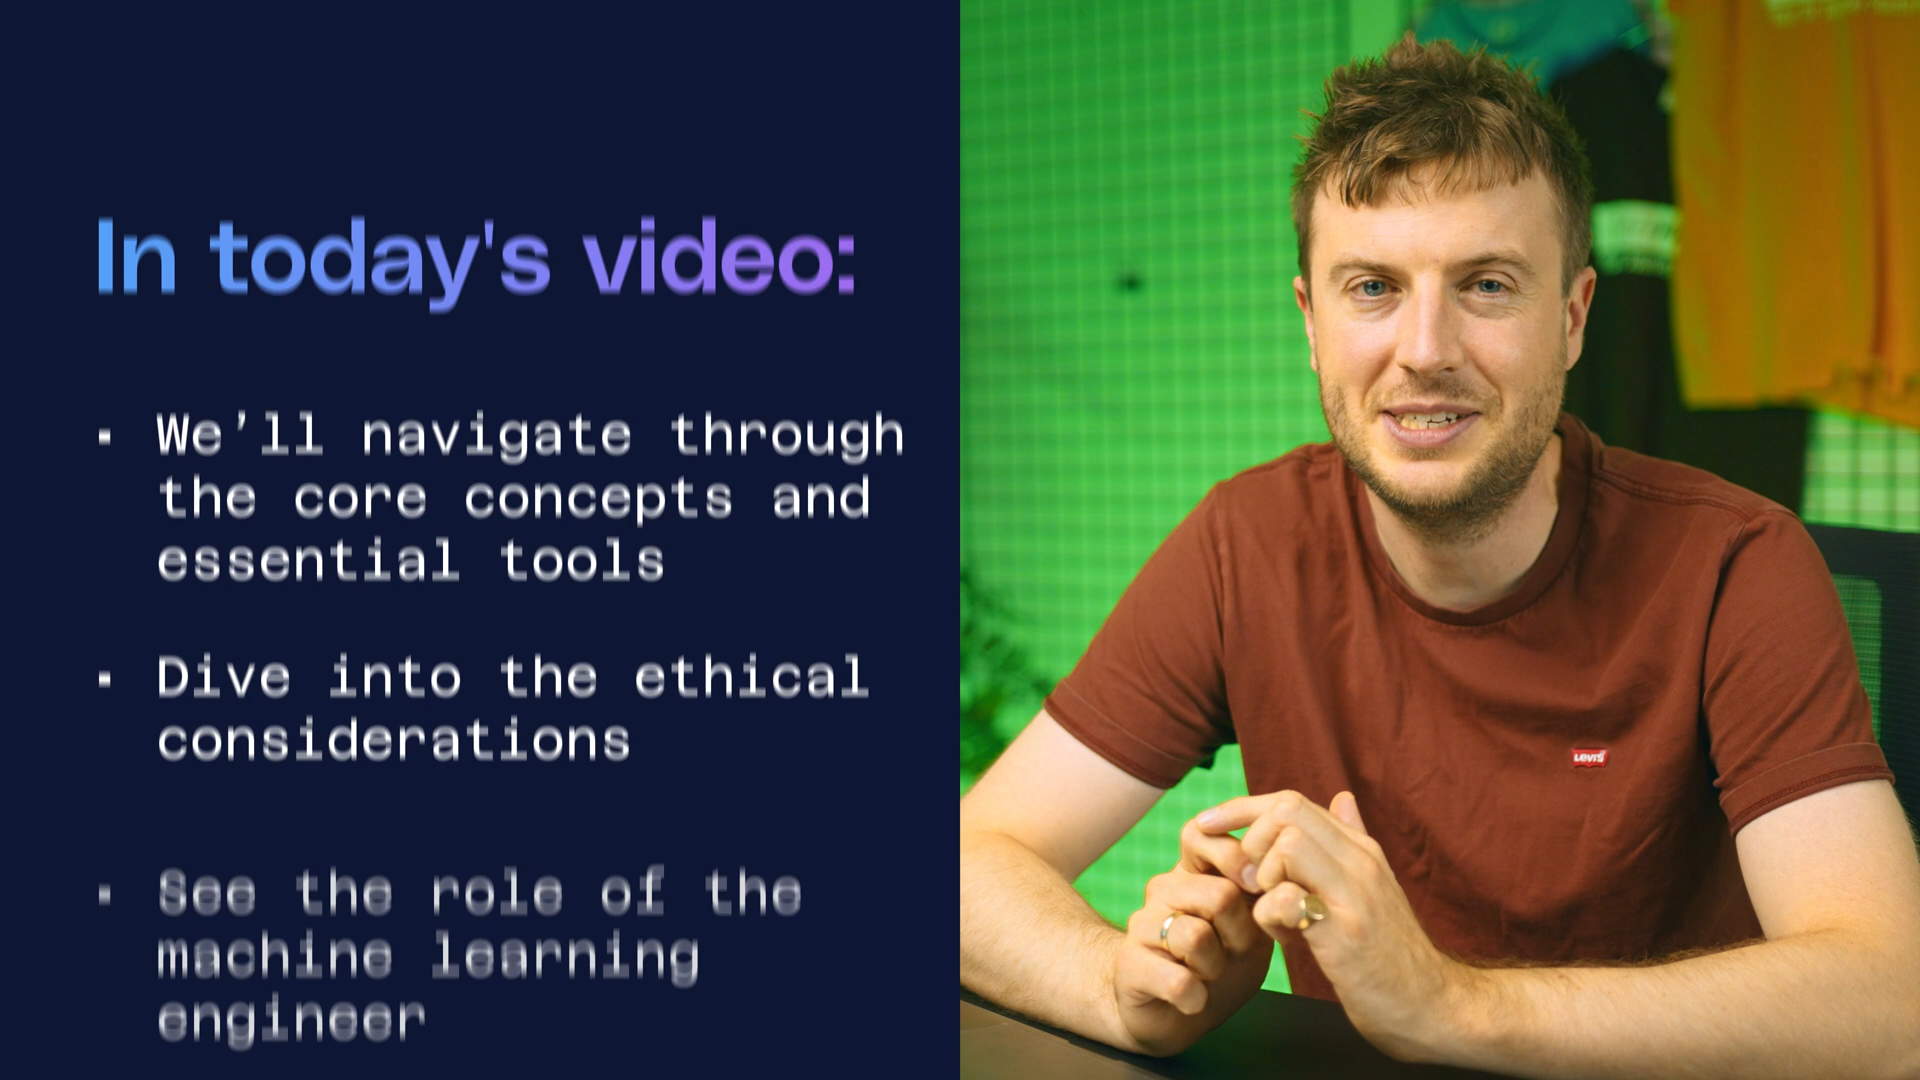 In today's video:
▪ We’ll navigate through
the core concepts and
essential tools
▪ Dive into the ethical
considerations
▪ See the role of the
machine learning
engineer
Levi's